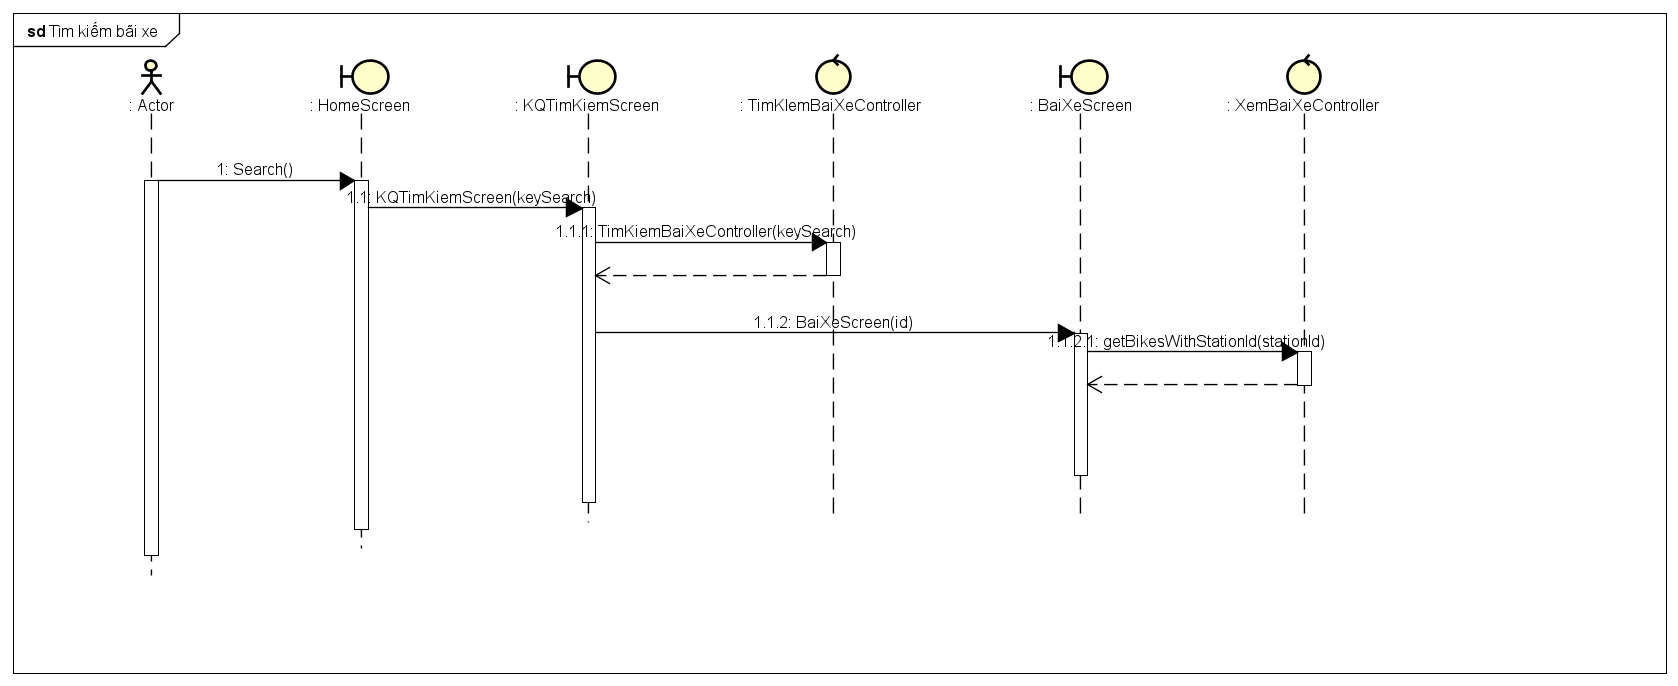 sd Tìm kiếm bãi xe
: Actor
: HomeScreen
: KQTimKiemScreen
: TimKIemBaiXeController
: BaiXeScreen
: XemBaiXeController
1: Search()
1.1: KQTimKiemScreen(keySearch)
1.1.1: TimKiemBaiXeController(keySearch)
1.1.2: BaiXeScreen(id)
1.1.2.1: getBikesWithStationId(stationId)